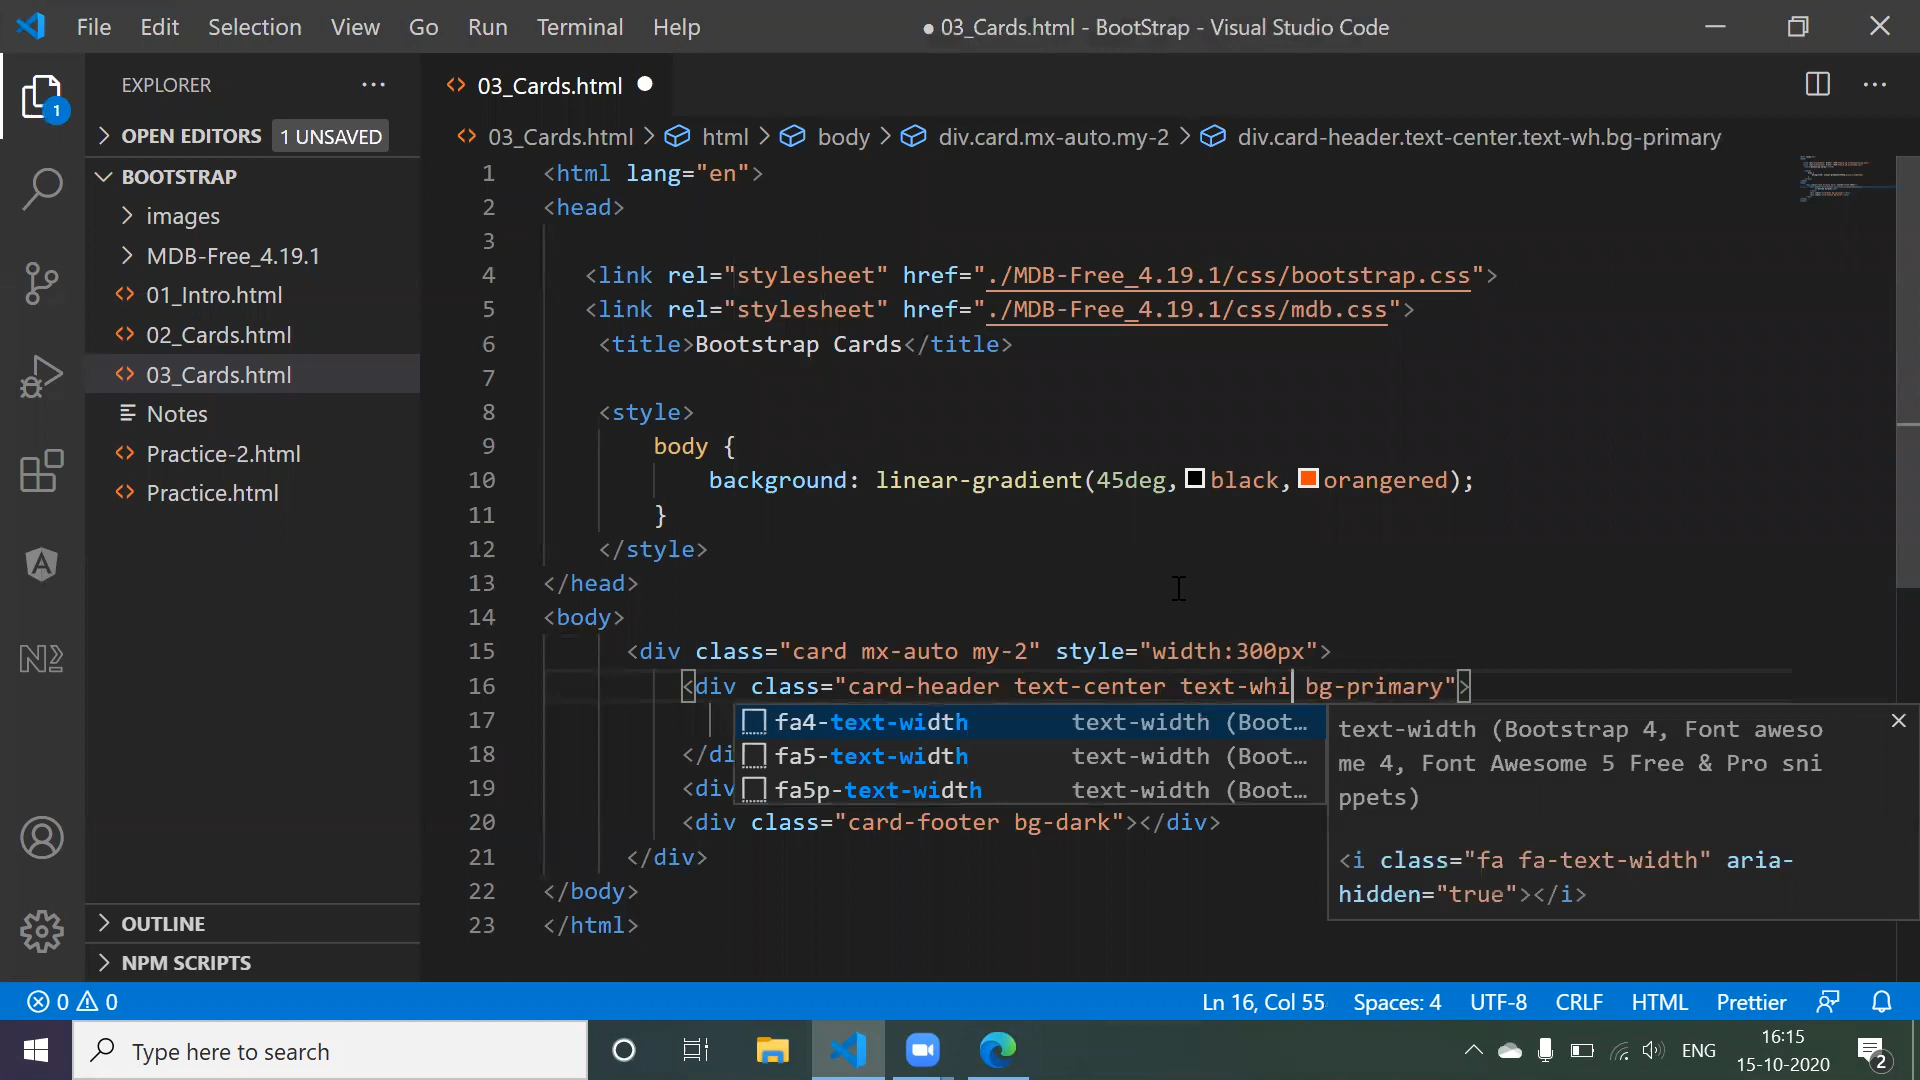 File Edit Selection View Go Run Terminal Help
● 03_Cards.html - BootStrap - Visual Studio Code
EXPLORER
03_Cards.html
1
OPEN EDITORS 1 UNSAVED
03_Cards.html > html > body > div.card.mx-auto.my-2 > div.card-header.text-center.text-wh.bg-primary
BOOTSTRAP
images
MDB-Free_4.19.1
01_Intro.html
02_Cards.html
03_Cards.html
Notes
Practice-2.html
Practice.html
OUTLINE
NPM SCRIPTS
1 <html lang="en">
2 <head>
3
4 <link rel="stylesheet" href="./MDB-Free_4.19.1/css/bootstrap.css">
5 <link rel="stylesheet" href="./MDB-Free_4.19.1/css/mdb.css">
6 <title>Bootstrap Cards</title>
7
8 <style>
9 body {
10 background: linear-gradient(45deg,black,orangered);
11 }
12 </style>
13 </head>
14 <body>
15 <div class="card mx-auto my-2" style="width:300px">
16 <div class="card-header text-center text-whi bg-primary">
17
18 </di
19 <div
20 <div class="card-footer bg-dark"></div>
21 </div>
22 </body>
23 </html>
fa4-text-width text-width (Boot...
fa5-text-width text-width (Boot...
fa5p-text-width text-width (Boot...
text-width (Bootstrap 4, Font aweso
me 4, Font Awesome 5 Free & Pro sni
ppets)
<i class="fa fa-text-width" aria-
hidden="true"></i>
0 0
Ln 16, Col 55 Spaces: 4 UTF-8 CRLF HTML Prettier
Type here to search
ENG
16:15
15-10-2020
2